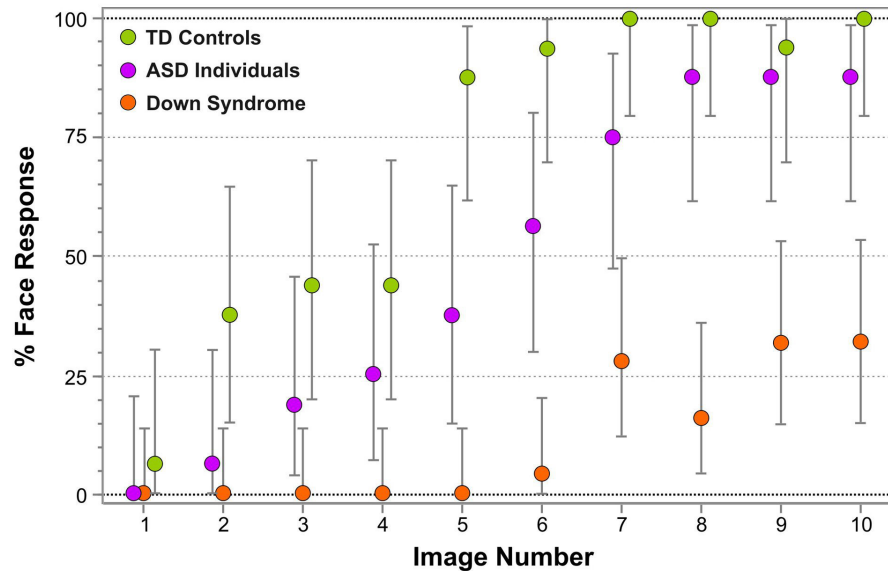 100
TD Controls
ASD Individuals
Down Syndrome
75
50
25
0
% Face Response
1 2 3 4 5 6 7 8 9 10
Image Number